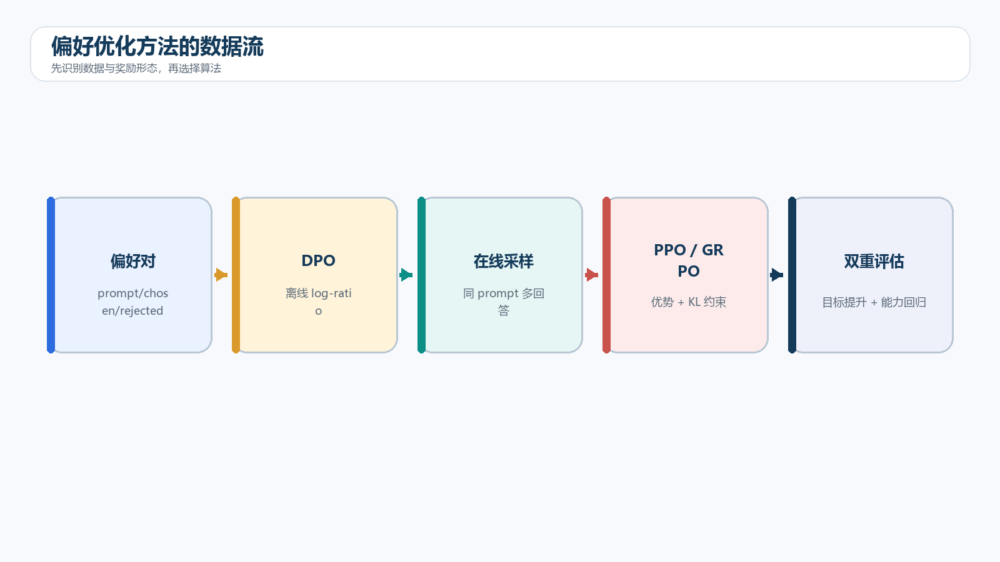 偏好优化方法的数据流
先识别数据与奖励形态，再选择算法
偏好对
prompt/chos
en/rejected
DPO
离线 log-rati
o
在线采样
同 prompt 多回
答
PPO / GR
PO
优势 + KL 约束
双重评估
目标提升 + 能力回归